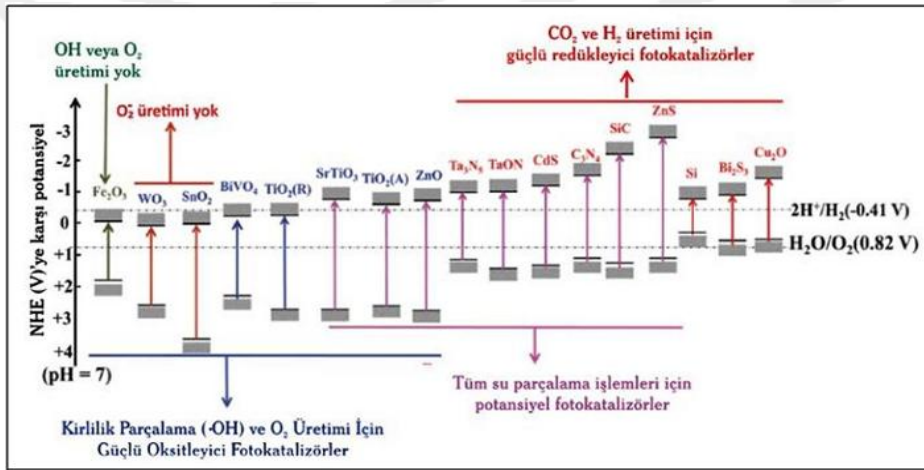 OH veya O₂
üretimi yok
O₂⁻ üretimi yok
CO₂ ve H₂ üretimi için
güçlü redükleyici fotokatalizörler
NHE (V)'ye karşı potansiyel
-3
-2
-1
0
+1
+2
+3
+4
(pH = 7)
Fe₂O₃
WO₃
SnO₂
BiVO₄
TiO₂(R)
SrTiO₃
TiO₂(A)
ZnO
Ta₃N₅
TaON
CdS
C₃N₄
SiC
ZnS
Si
Bi₂S₃
Cu₂O
2H⁺/H₂(-0.41 V)
H₂O/O₂(0.82 V)
Tüm su parçalama işlemleri için
potansiyel fotokatalizörler
Kirlilik Parçalama (·OH) ve O₂ Üretimi İçin
Güçlü Oksitleyici Fotokatalizörler